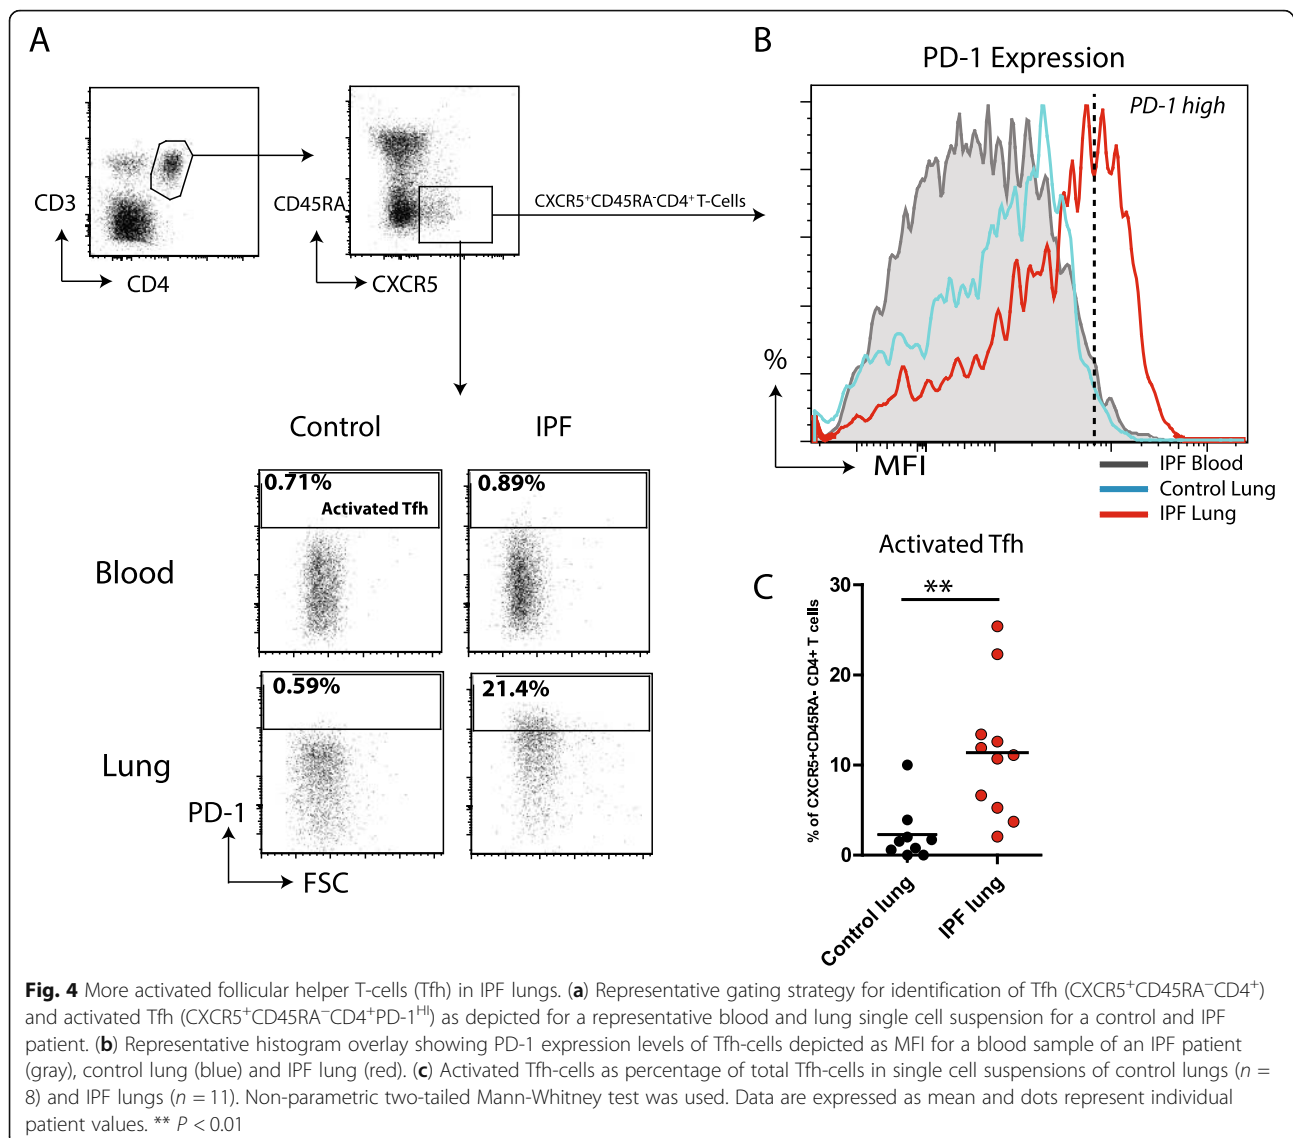 A
CD3
CD4
CD45RA
CXCR5
CXCR5+CD45RA-CD4+ T-Cells
Control
IPF
Blood
0.71%
Activated Tfh
0.89%
Lung
0.59%
21.4%
PD-1
FSC
B
PD-1 Expression
PD-1 high
%
MFI
IPF Blood
Control Lung
IPF Lung
C
Activated Tfh
**
% of CXCR5+CD45RA- CD4+ T cells
30
20
10
0
Control lung
IPF lung
Fig. 4 More activated follicular helper T-cells (Tfh) in IPF lungs. (a) Representative gating strategy for identification of Tfh (CXCR5⁺CD45RA⁻CD4⁺)
and activated Tfh (CXCR5⁺CD45RA⁻CD4⁺PD-1ᴴᴵ) as depicted for a representative blood and lung single cell suspension for a control and IPF
patient. (b) Representative histogram overlay showing PD-1 expression levels of Tfh-cells depicted as MFI for a blood sample of an IPF patient
(gray), control lung (blue) and IPF lung (red). (c) Activated Tfh-cells as percentage of total Tfh-cells in single cell suspensions of control lungs (n =
8) and IPF lungs (n = 11). Non-parametric two-tailed Mann-Whitney test was used. Data are expressed as mean and dots represent individual
patient values. ** P < 0.01